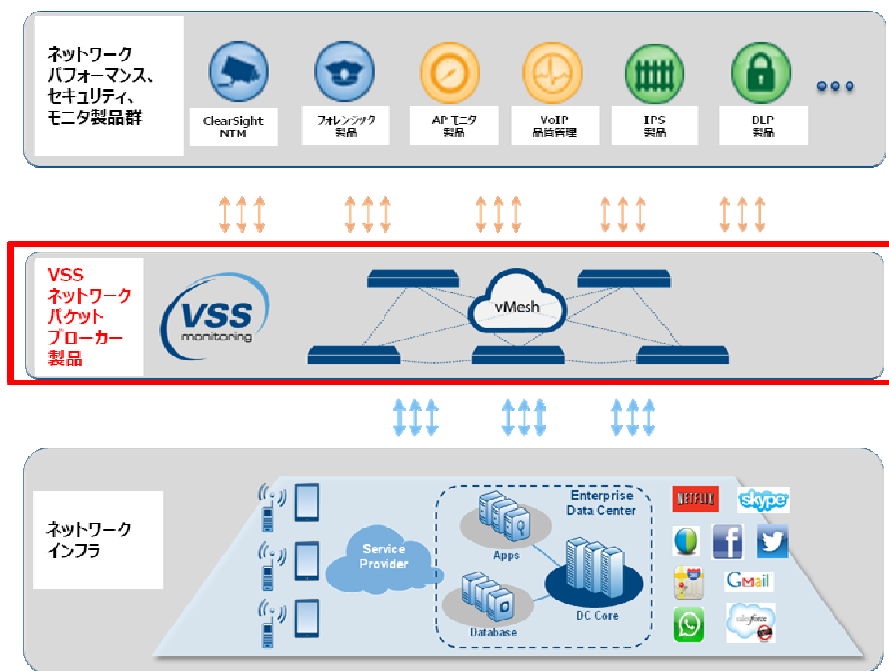 ネットワーク
パフォーマンス、
セキュリティ、
モニタ製品群
ClearSight
NTM
フォレンジック
製品
AP モニタ
製品
VoIP
品質管理
IPS
製品
DLP
製品
VSS
ネットワーク
パケット
ブローカー
製品
VSS
monitoring
vMesh
ネットワーク
インフラ
Service
Provider
Enterprise
Data Center
Apps
Database
DC Core
NETFLIX
skype
GMail
salesforce